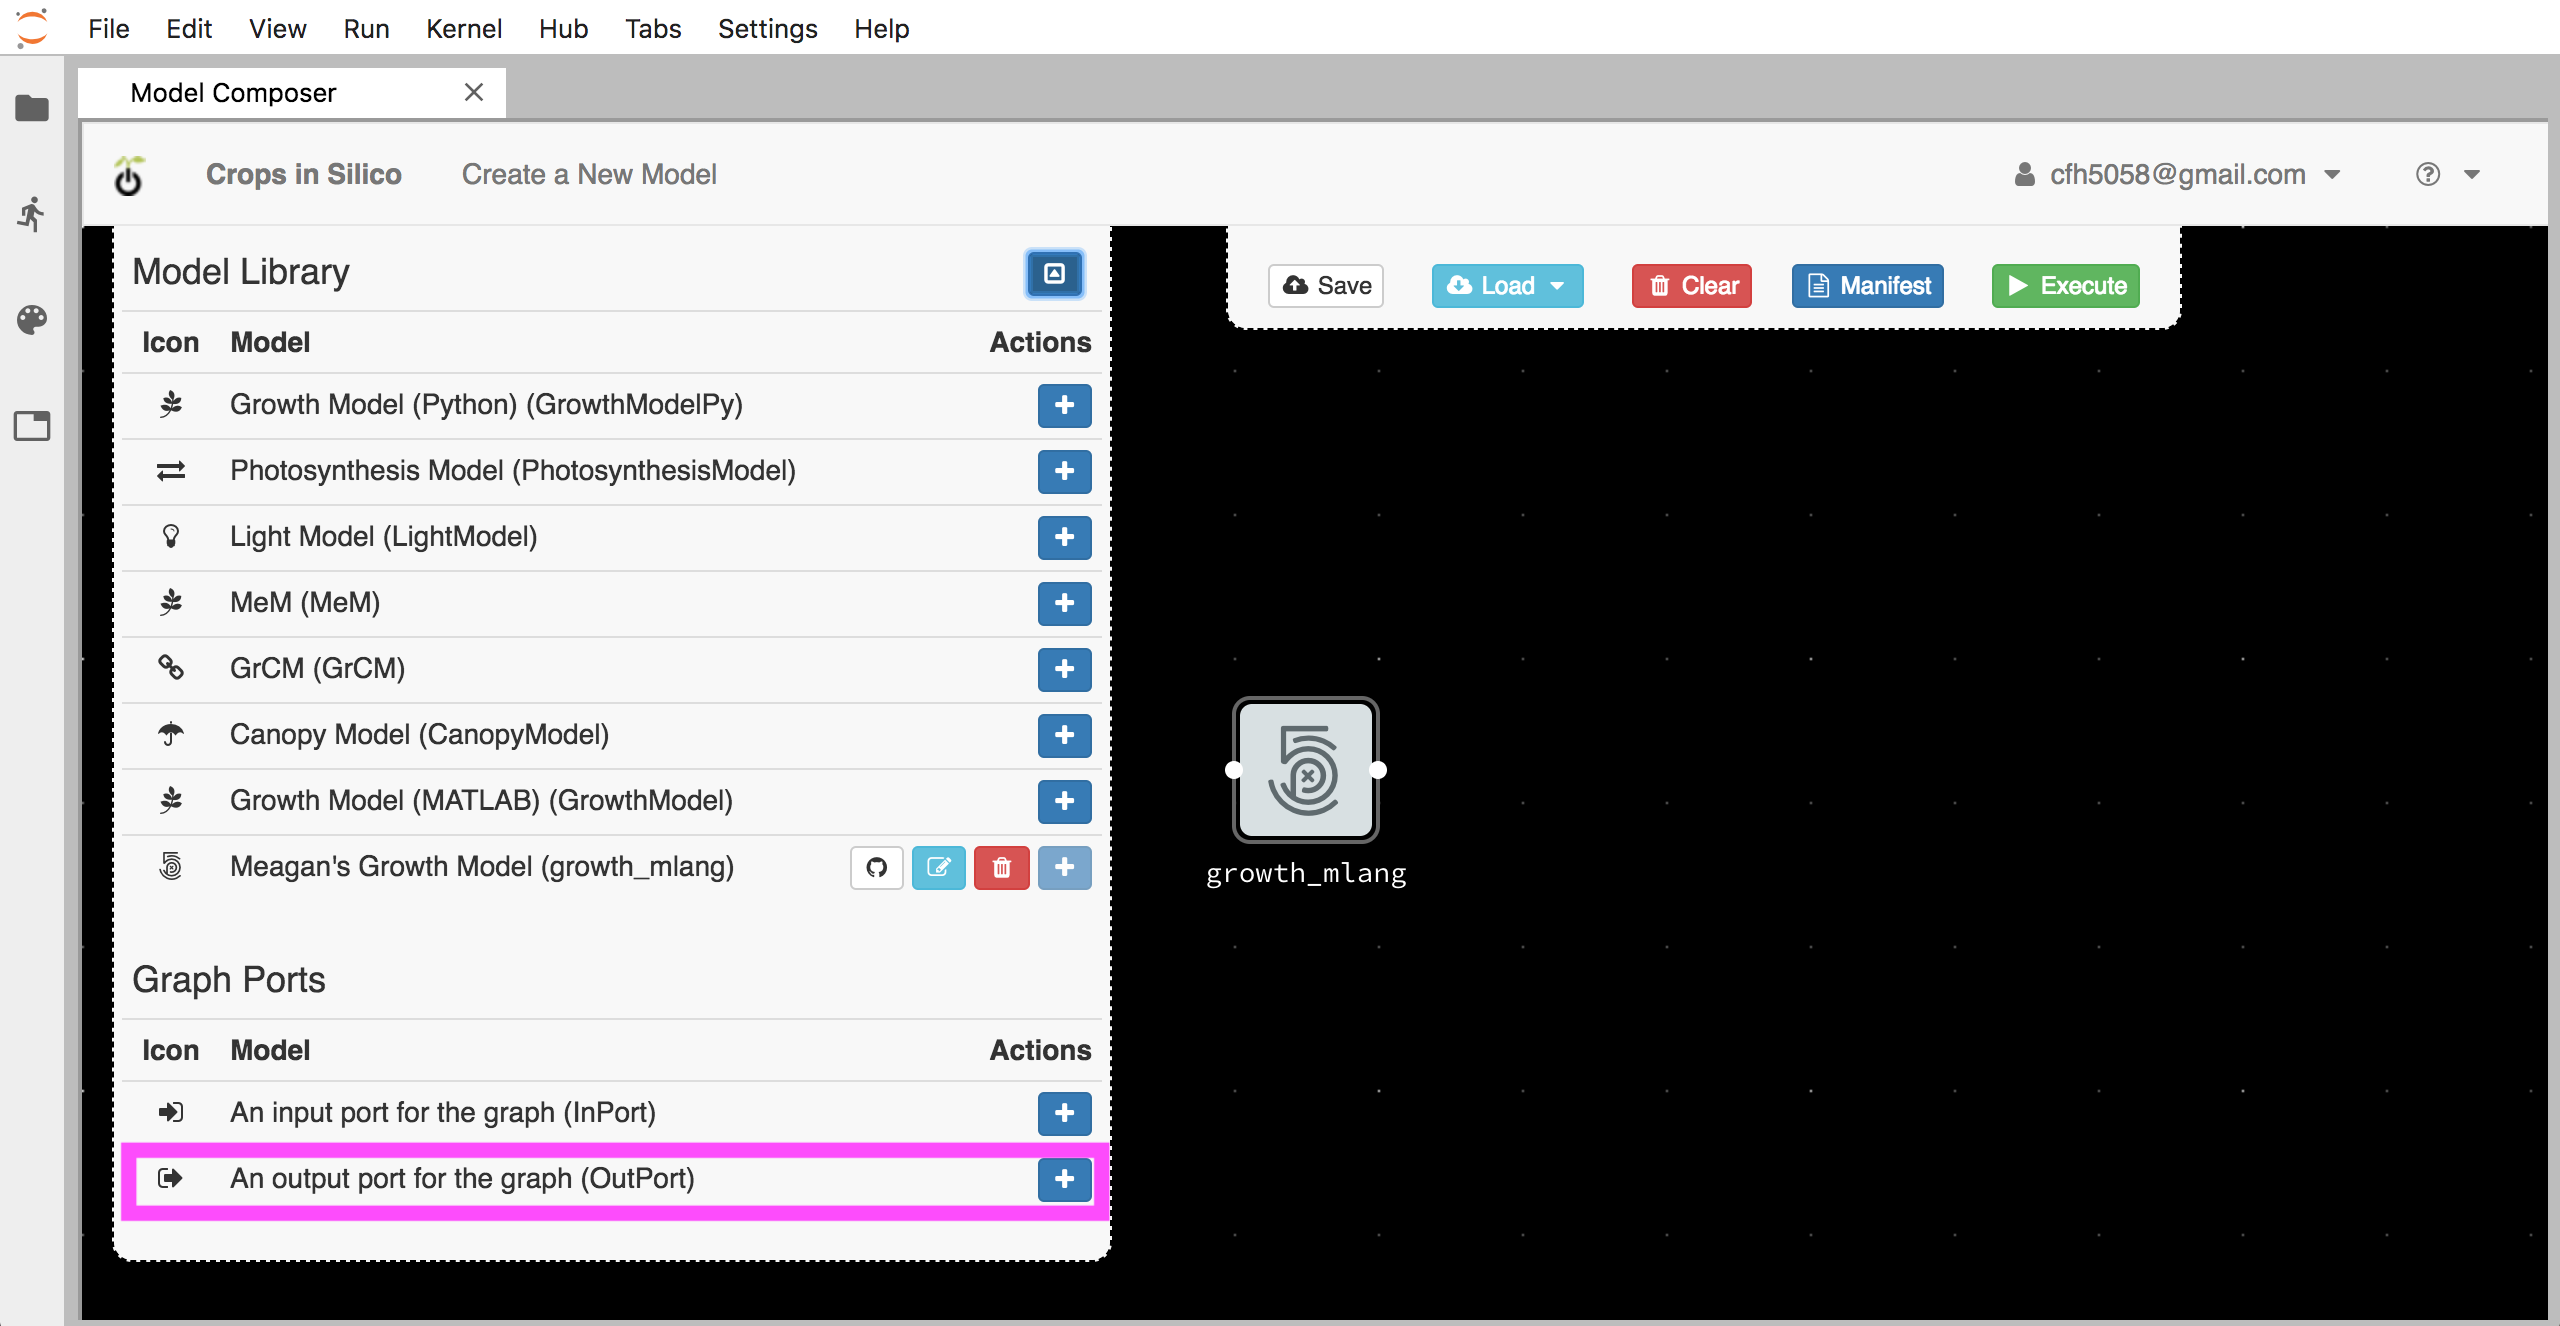 File Edit View Run Kernel Hub Tabs Settings Help
Model Composer
Crops in Silico Create a New Model cfh5058@gmail.com
Model Library
Save Load Clear Manifest Execute
Icon Model Actions
Growth Model (Python) (GrowthModelPy)
Photosynthesis Model (PhotosynthesisModel)
Light Model (LightModel)
MeM (MeM)
GrCM (GrCM)
Canopy Model (CanopyModel)
Growth Model (MATLAB) (GrowthModel)
Meagan's Growth Model (growth_mlang)
growth_mlang
Graph Ports
Icon Model Actions
An input port for the graph (InPort)
An output port for the graph (OutPort)